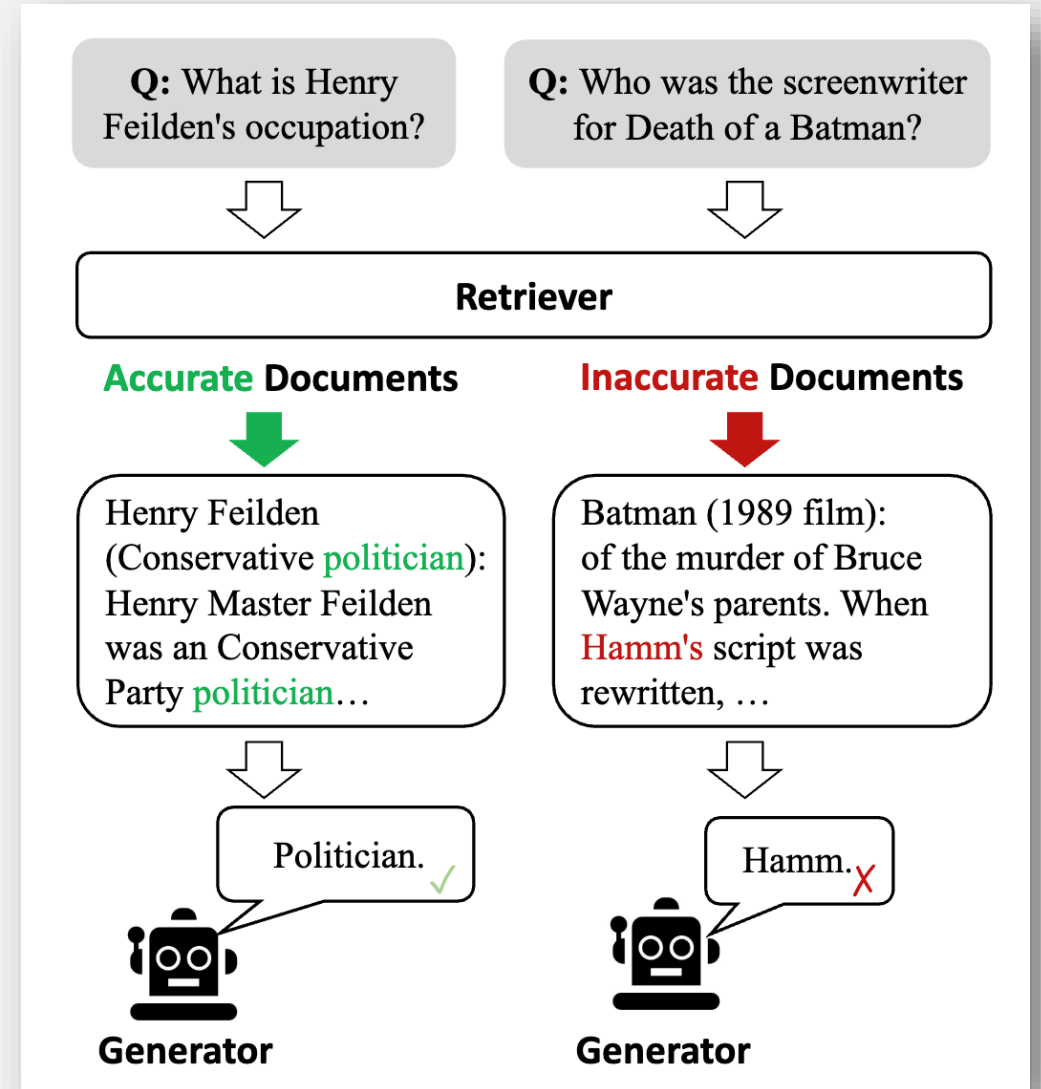 Q: What is Henry
Feilden's occupation?
Q: Who was the screenwriter
for Death of a Batman?
Retriever
Accurate Documents
Inaccurate Documents
Henry Feilden
(Conservative politician):
Henry Master Feilden
was an Conservative
Party politician…
Batman (1989 film):
of the murder of Bruce
Wayne's parents. When
Hamm's script was
rewritten, …
Politician.
Hamm.
Generator
Generator